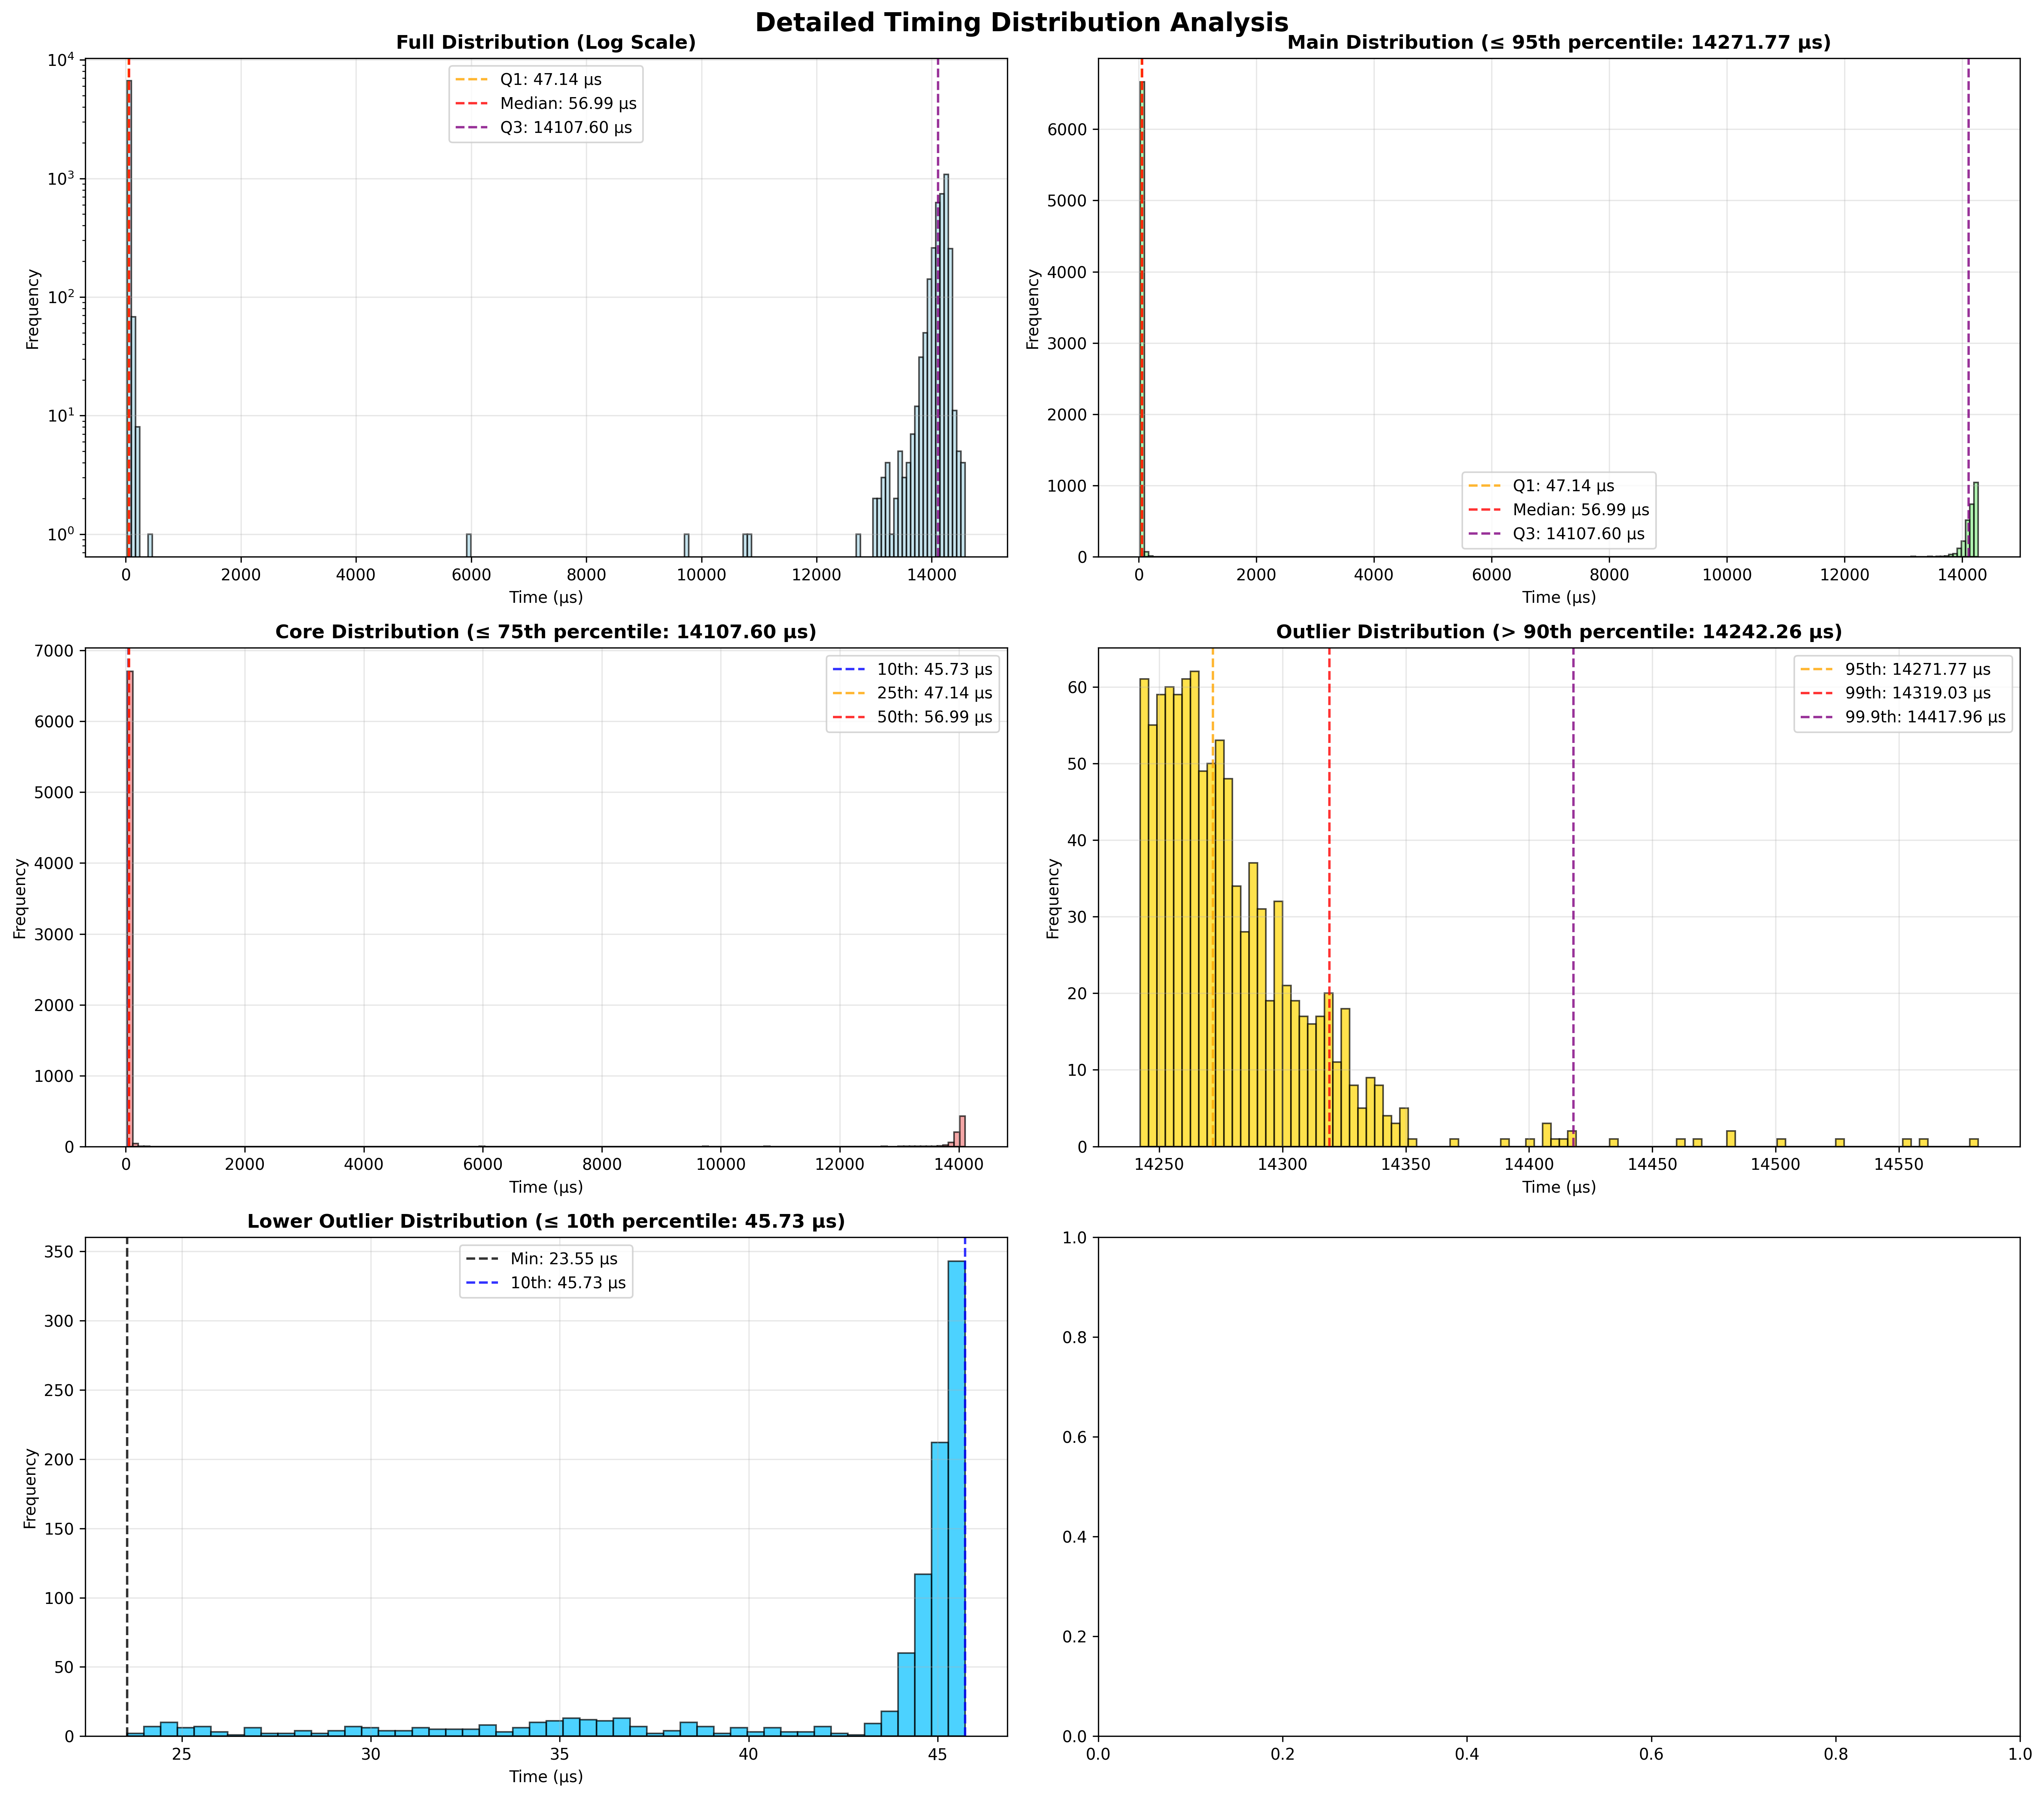 Detailed Timing Distribution Analysis
Full Distribution (Log Scale)
Frequency
10⁴
10³
10²
10¹
10⁰
Q1: 47.14 µs
Median: 56.99 µs
Q3: 14107.60 µs
0 2000 4000 6000 8000 10000 12000 14000
Time (µs)
Main Distribution (≤ 95th percentile: 14271.77 µs)
Frequency
6000
5000
4000
3000
2000
1000
0
Q1: 47.14 µs
Median: 56.99 µs
Q3: 14107.60 µs
0 2000 4000 6000 8000 10000 12000 14000
Time (µs)
Core Distribution (≤ 75th percentile: 14107.60 µs)
Frequency
7000
6000
5000
4000
3000
2000
1000
0
10th: 45.73 µs
25th: 47.14 µs
50th: 56.99 µs
0 2000 4000 6000 8000 10000 12000 14000
Time (µs)
Outlier Distribution (> 90th percentile: 14242.26 µs)
Frequency
60
50
40
30
20
10
0
95th: 14271.77 µs
99th: 14319.03 µs
99.9th: 14417.96 µs
14250 14300 14350 14400 14450 14500 14550
Time (µs)
Lower Outlier Distribution (≤ 10th percentile: 45.73 µs)
Frequency
350
300
250
200
150
100
50
0
Min: 23.55 µs
10th: 45.73 µs
25 30 35 40 45
Time (µs)
1.0
0.8
0.6
0.4
0.2
0.0
0.0 0.2 0.4 0.6 0.8 1.0